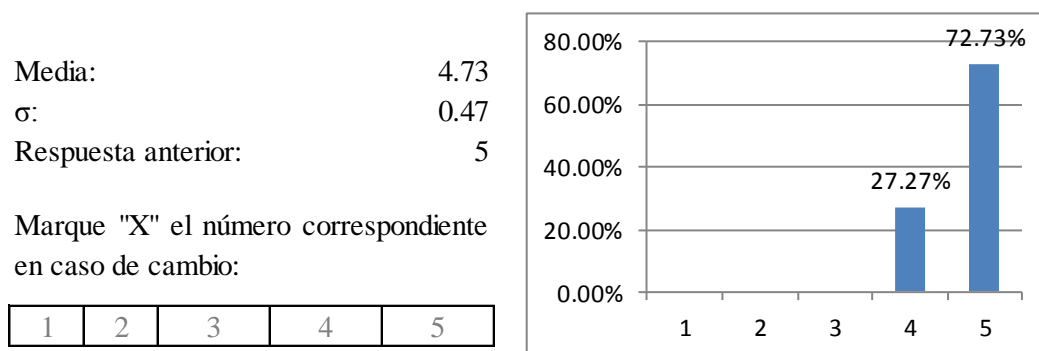 Media: 4.73
σ: 0.47
Respuesta anterior: 5
Marque "X" el número correspondiente
en caso de cambio:
1 2 3 4 5
80.00%
60.00%
40.00%
20.00%
0.00%
72.73%
27.27%
1 2 3 4 5